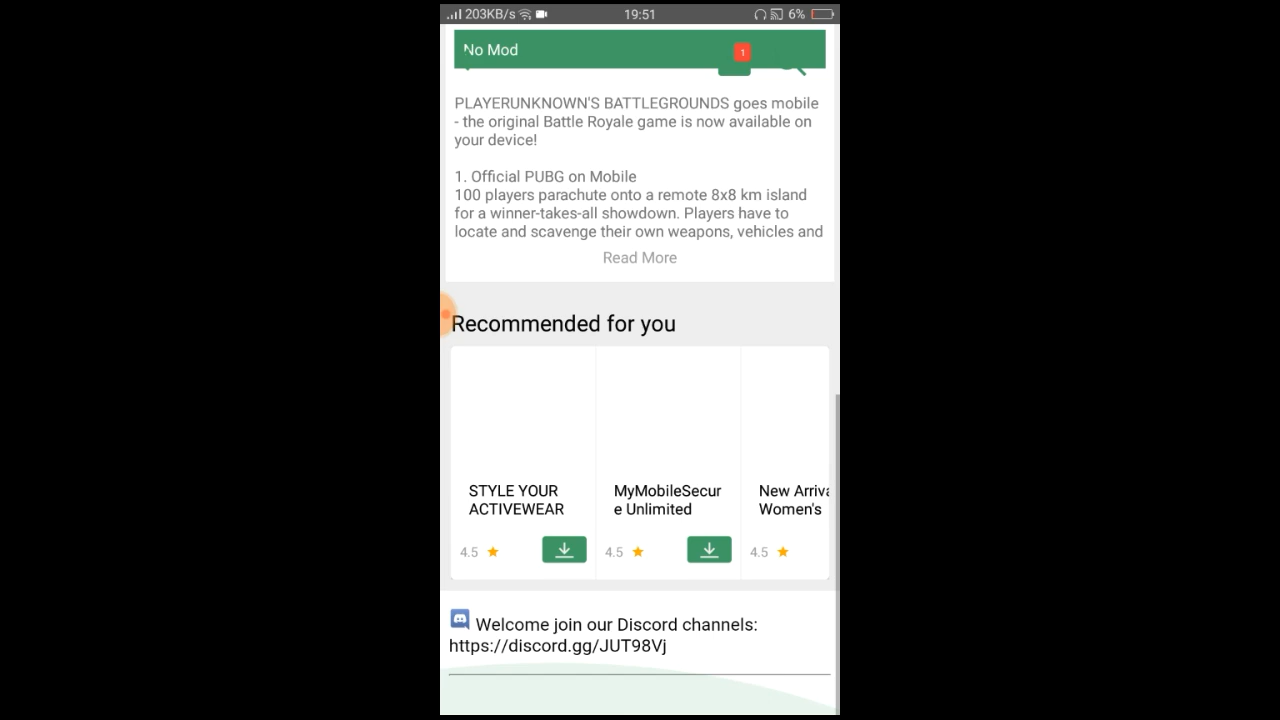 203KB/s 19:51 6%
No Mod
1
PLAYERUNKNOWN'S BATTLEGROUNDS goes mobile
- the original Battle Royale game is now available on
your device!
1. Official PUBG on Mobile
100 players parachute onto a remote 8x8 km island
for a winner-takes-all showdown. Players have to
locate and scavenge their own weapons, vehicles and
Read More
Recommended for you
STYLE YOUR
ACTIVEWEAR
4.5
MyMobileSecur
e Unlimited
4.5
New Arriva
Women's
4.5
Welcome join our Discord channels:
https://discord.gg/JUT98Vj